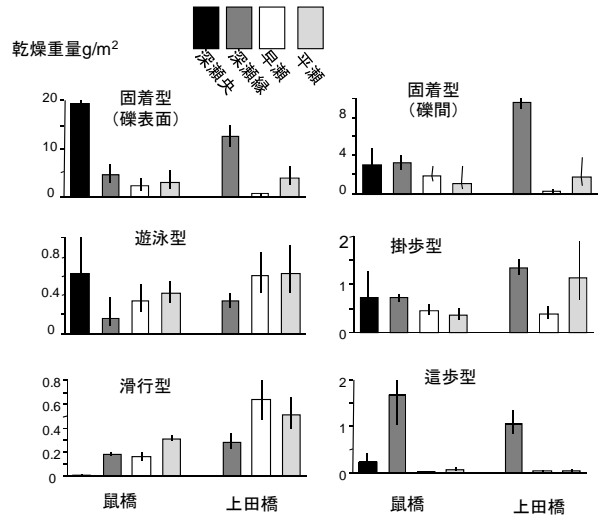 乾燥重量g/m²
深瀬央
深瀬縁
早瀬
平瀬
固着型
（礫表面）
20
10
0
固着型
（礫間）
8
4
0
遊泳型
0.8
0.4
0
掛歩型
2
1
0
滑行型
0.8
0.6
0.4
0.2
0
鼠橋
上田橋
這歩型
2
1
0
鼠橋
上田橋